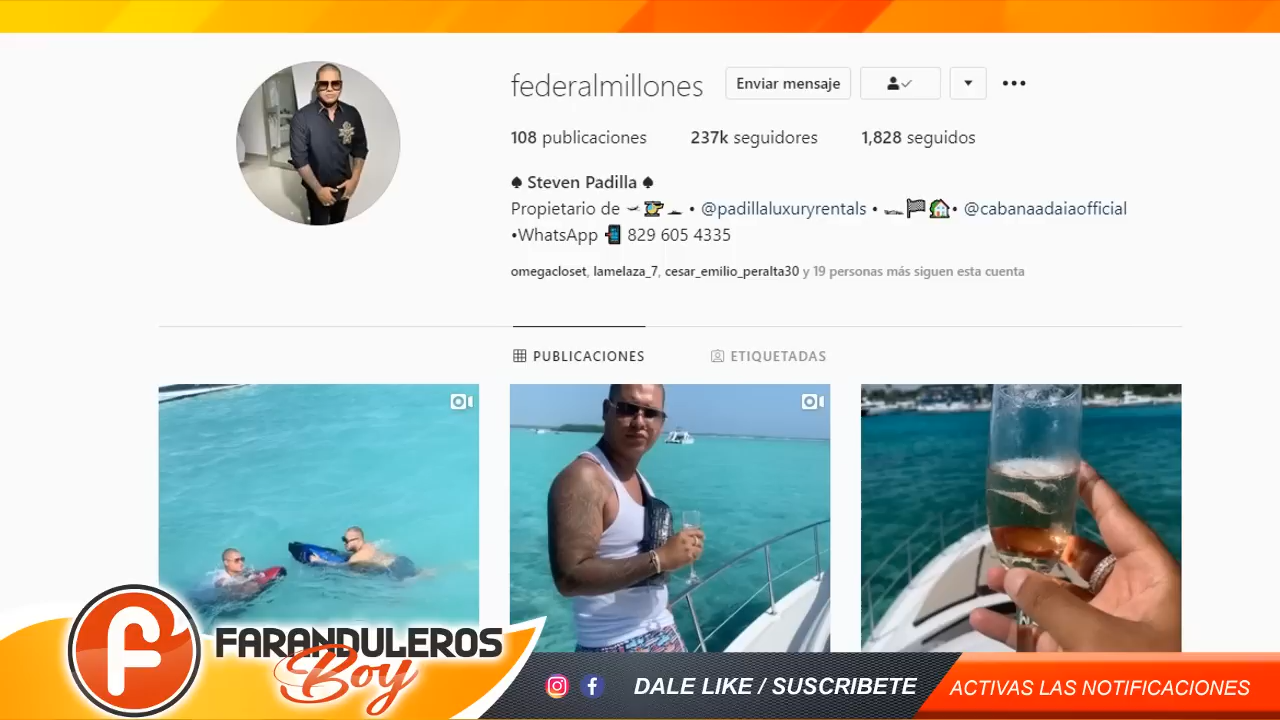 federalmillones
Enviar mensaje
108 publicaciones 237k seguidores 1,828 seguidos
♠ Steven Padilla ♠
Propietario de • @padillaluxuryrentals • • @cabanaadaiaofficial
•WhatsApp 829 605 4335
omegacloset, lamelaza_7, cesar_emilio_peralta30 y 19 personas más siguen esta cuenta
PUBLICACIONES ETIQUETADAS
f FARANDULEROS
Boy
DALE LIKE / SUSCRIBETE
ACTIVAS LAS NOTIFICACIONES